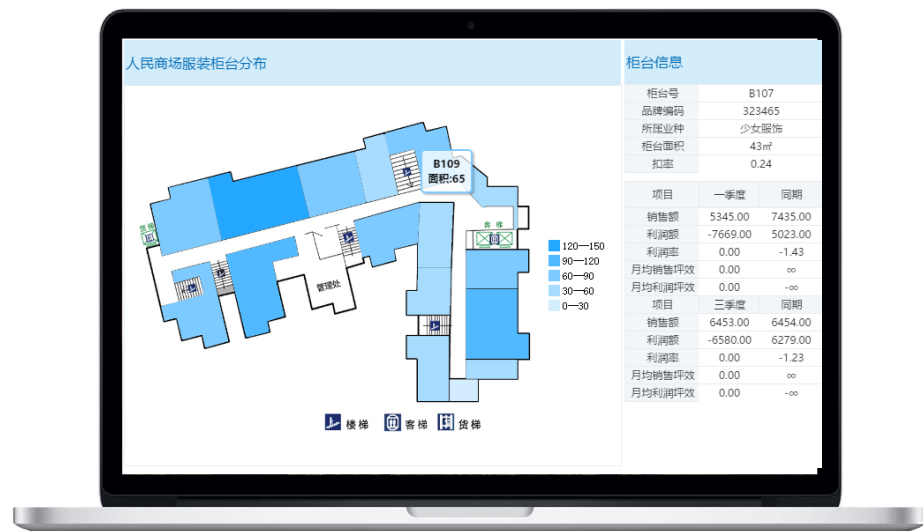 人民商场服装柜台分布
B109
面积:65
货梯
客梯
管理处
120—150
90—120
60—90
30—60
0—30
楼梯 客梯 货梯
柜台信息
柜台号 B107
品牌编码 323465
所属业种 少女服饰
柜台面积 43㎡
扣率 0.24
项目 一季度 同期
销售额 5345.00 7435.00
利润额 -7669.00 5023.00
利润率 0.00 -1.43
月均销售坪效 0.00 ∞
月均利润坪效 0.00 -∞
项目 三季度 同期
销售额 6453.00 6454.00
利润额 -6580.00 6279.00
利润率 0.00 -1.23
月均销售坪效 0.00 ∞
月均利润坪效 0.00 -∞